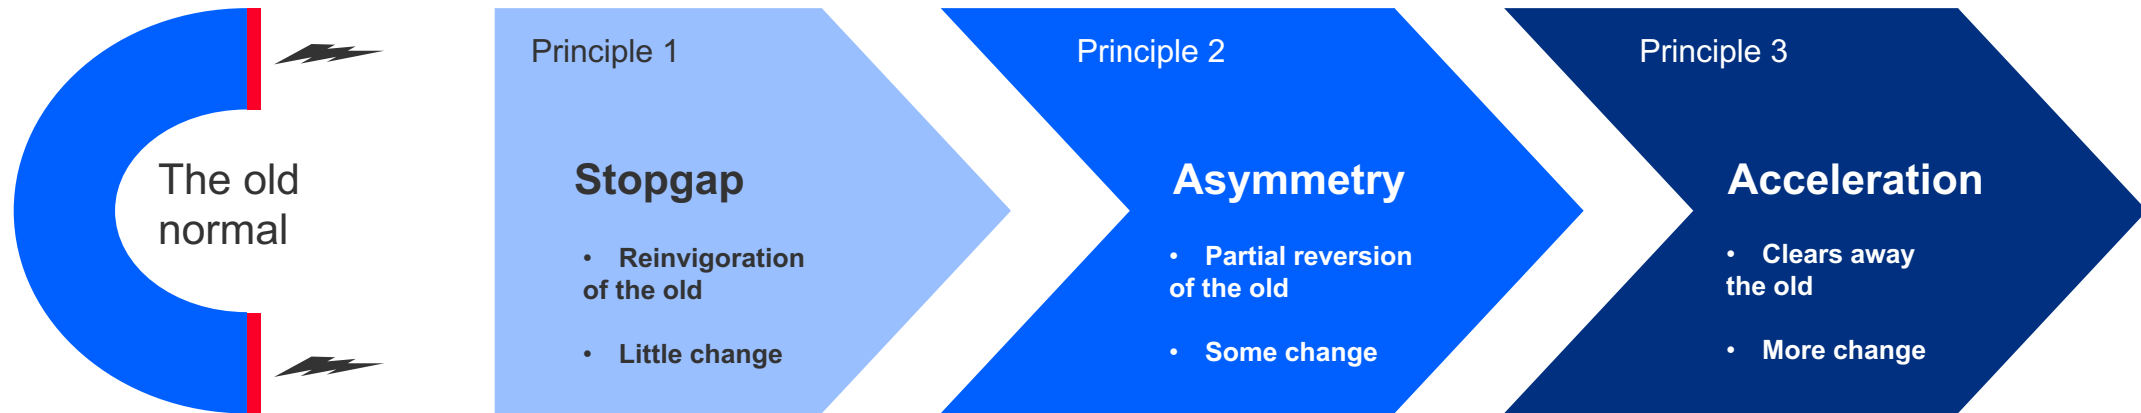 The old
normal
Principle 1
Stopgap
• Reinvigoration
of the old
• Little change
Principle 2
Asymmetry
• Partial reversion
of the old
• Some change
Principle 3
Acceleration
• Clears away
the old
• More change